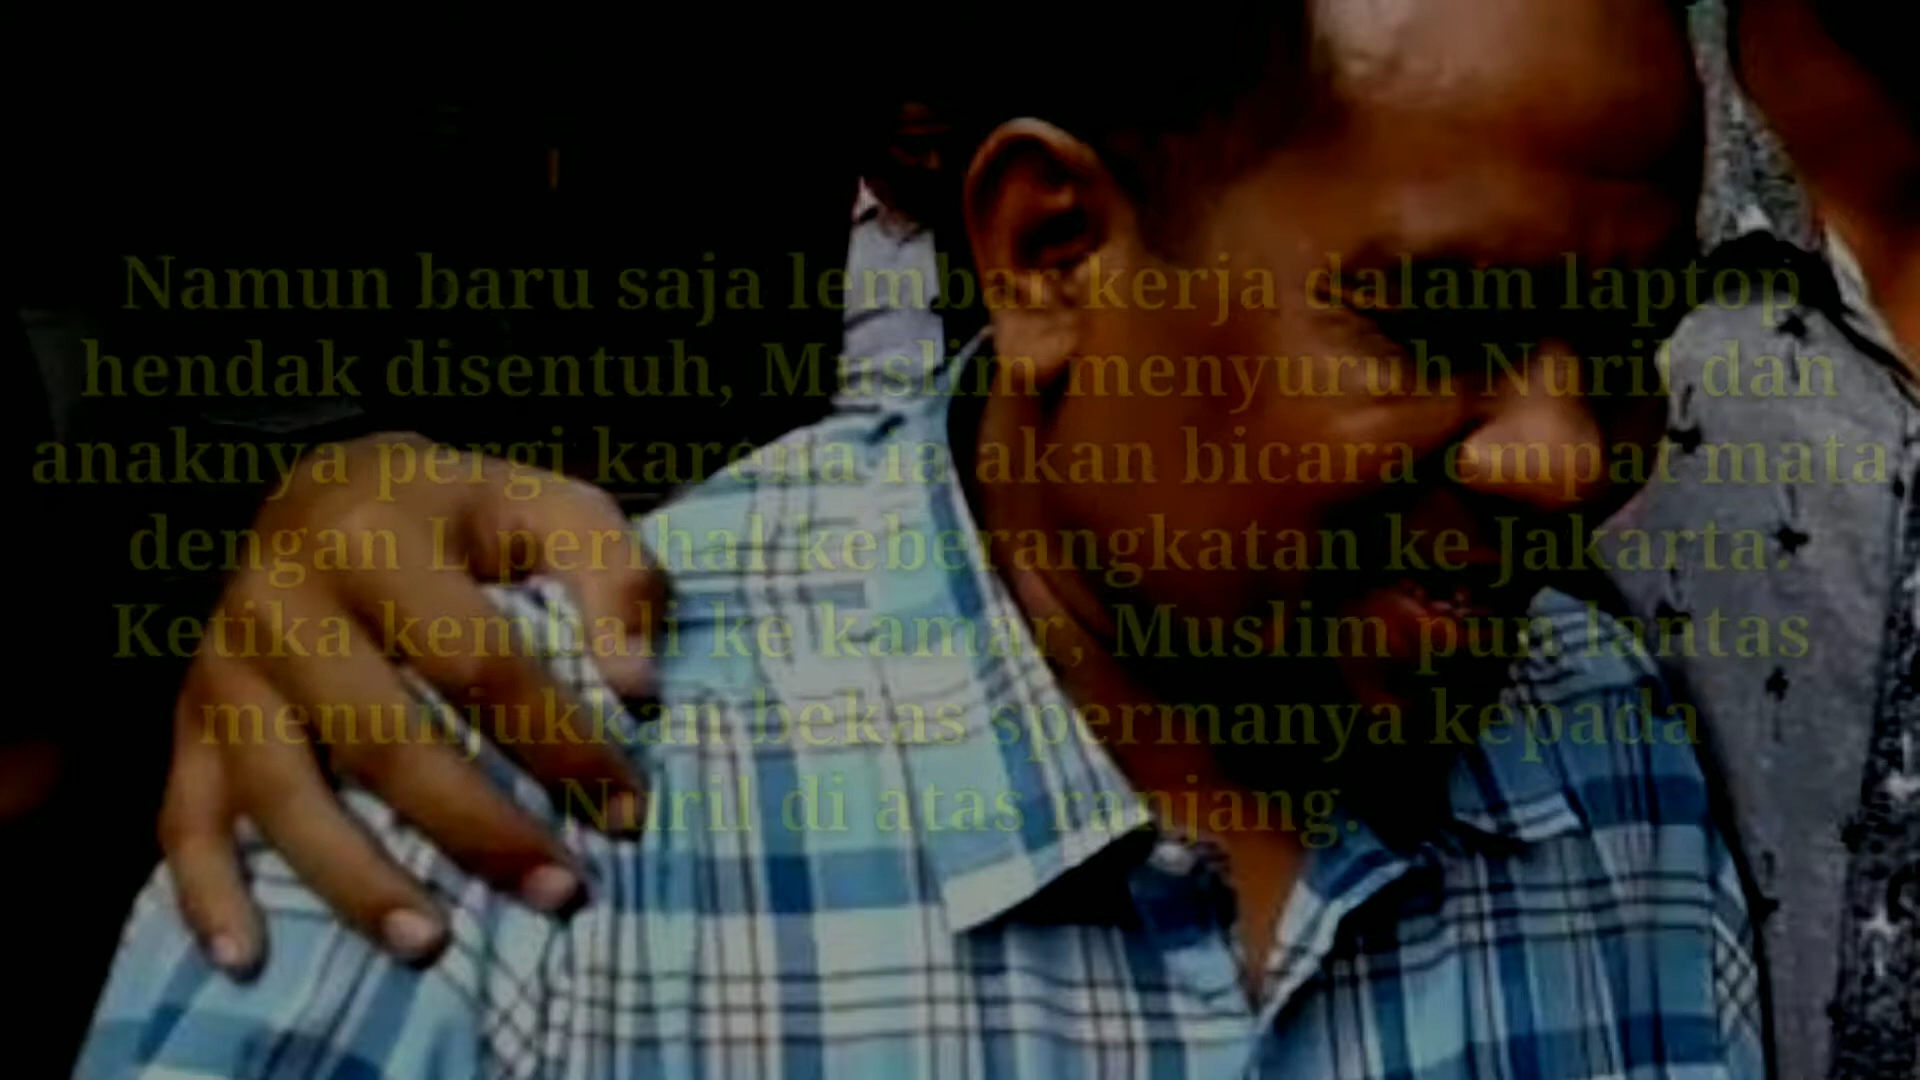 Namun baru saja lembar kerja dalam laptop
hendak disentuh, Muslim menyuruh Nuril dan
anaknya pergi karena ia akan bicara empat mata
dengan L perihal keberangkatan ke Jakarta.
Ketika kembali ke kamar, Muslim pun lantas
menunjukkan bekas spermanya kepada
Nuril di atas ranjang.